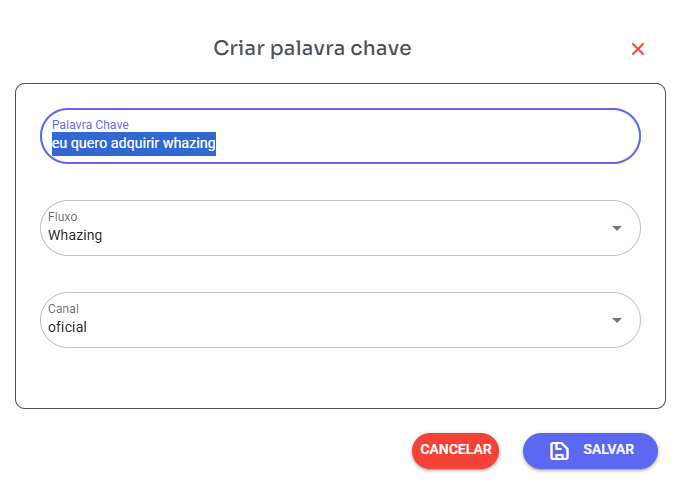 Criar palavra chave
Palavra Chave
eu quero adquirir whazing
Fluxo
Whazing
Canal
oficial
CANCELAR
SALVAR